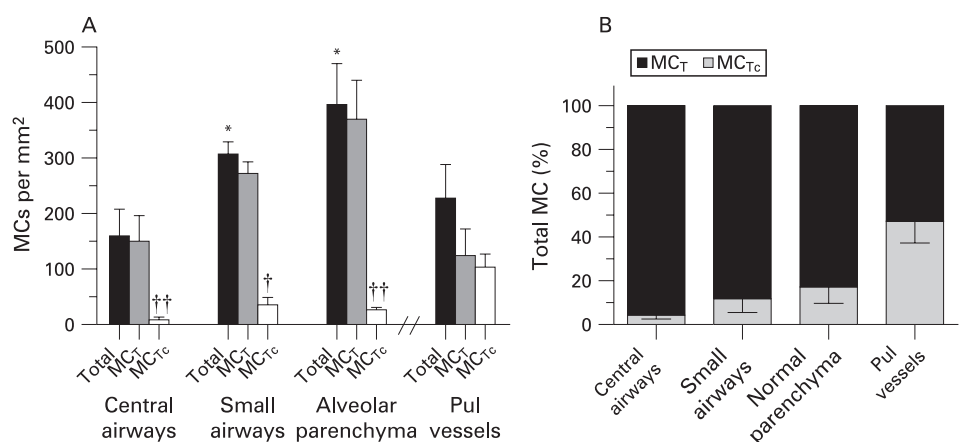 A
MCs per mm²
500
400
300
200
100
0
*
*
††
†
††
Total MCT MCTc Total MCT MCTc Total MCT MCTc Total MCT MCTc
Central airways
Small airways
Alveolar parenchyma
Pul vessels
B
MCT MCTc
Total MC (%)
100
80
60
40
20
0
Central airways
Small airways
Normal parenchyma
Pul vessels